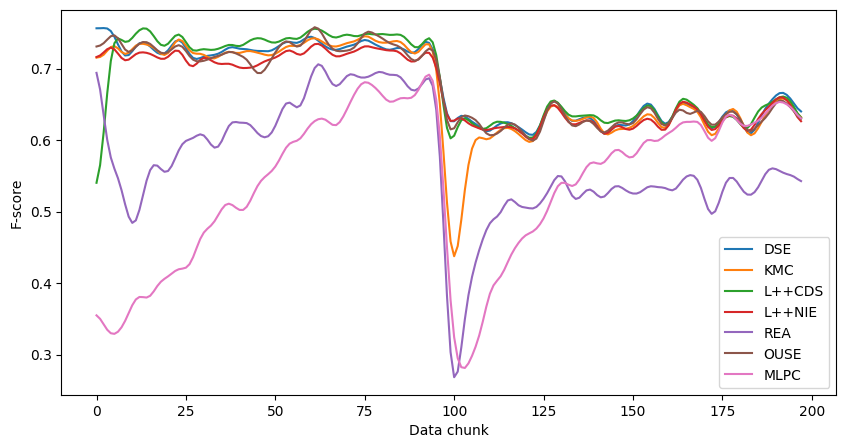 0.7
0.6
0.5
0.4
0.3
F-score
0 25 50 75 100 125 150 175 200
Data chunk
DSE
KMC
L++CDS
L++NIE
REA
OUSE
MLPC